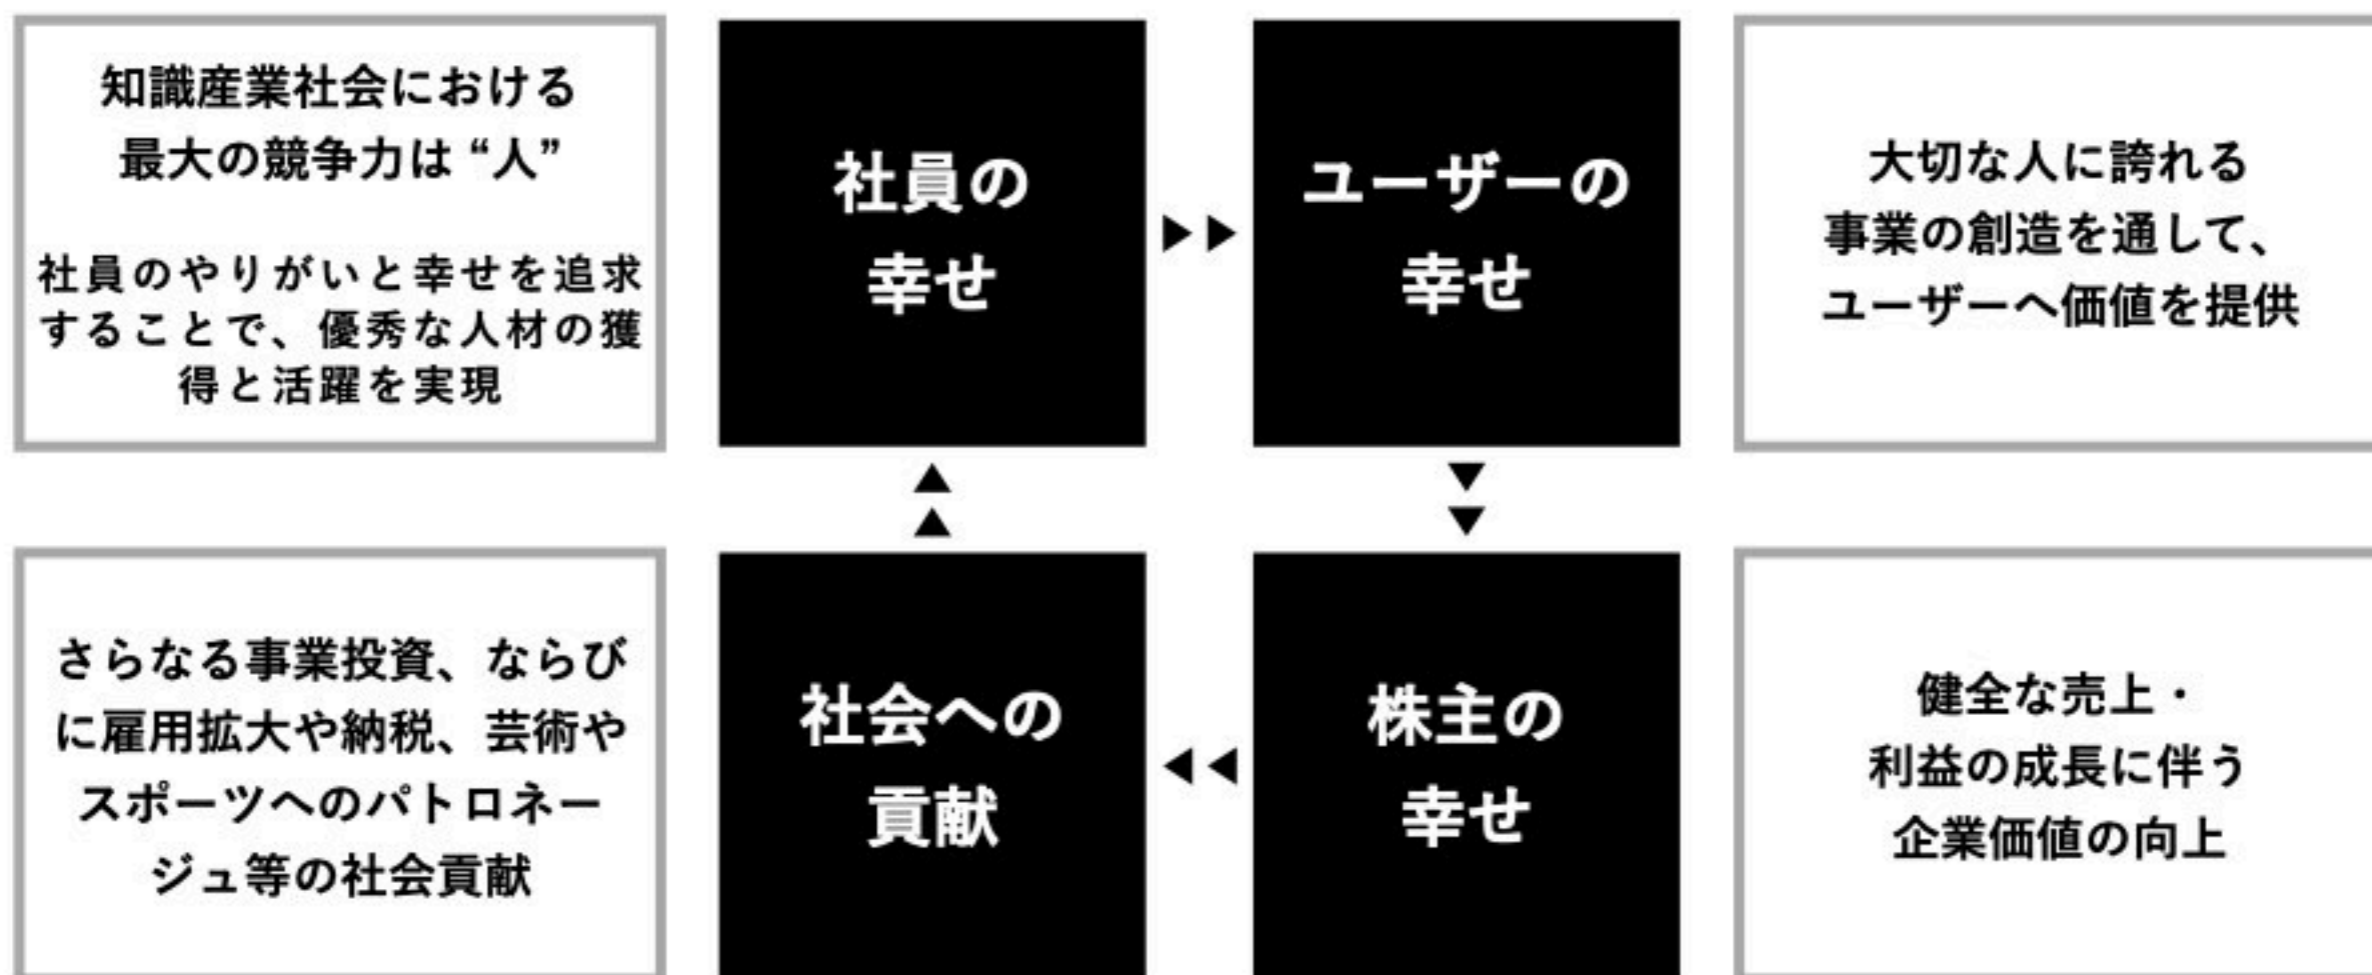 知識産業社会における
最大の競争力は “人”
社員のやりがいと幸せを追求
することで、優秀な人材の獲
得と活躍を実現
社員の
幸せ
ユーザーの
幸せ
大切な人に誇れる
事業の創造を通して、
ユーザーへ価値を提供
さらなる事業投資、ならび
に雇用拡大や納税、芸術や
スポーツへのパトロネー
ジュ等の社会貢献
社会への
貢献
株主の
幸せ
健全な売上・
利益の成長に伴う
企業価値の向上